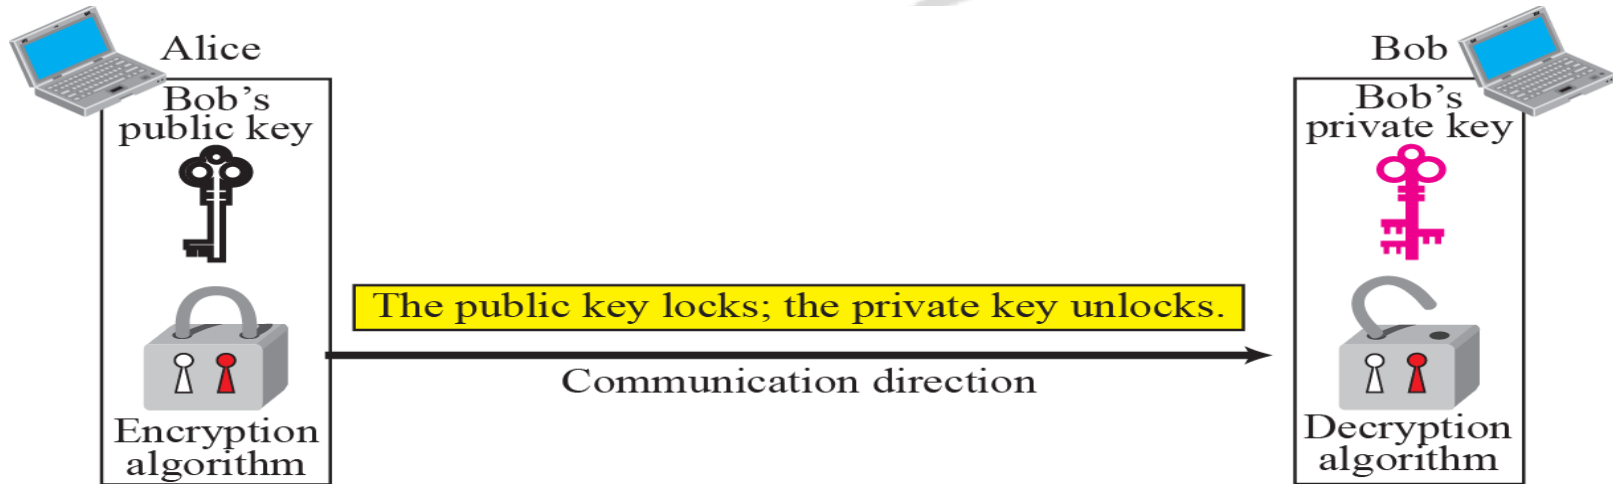 Alice
Bob’s
public key
Encryption
algorithm
The public key locks; the private key unlocks.
Communication direction
Bob
Bob’s
private key
Decryption
algorithm